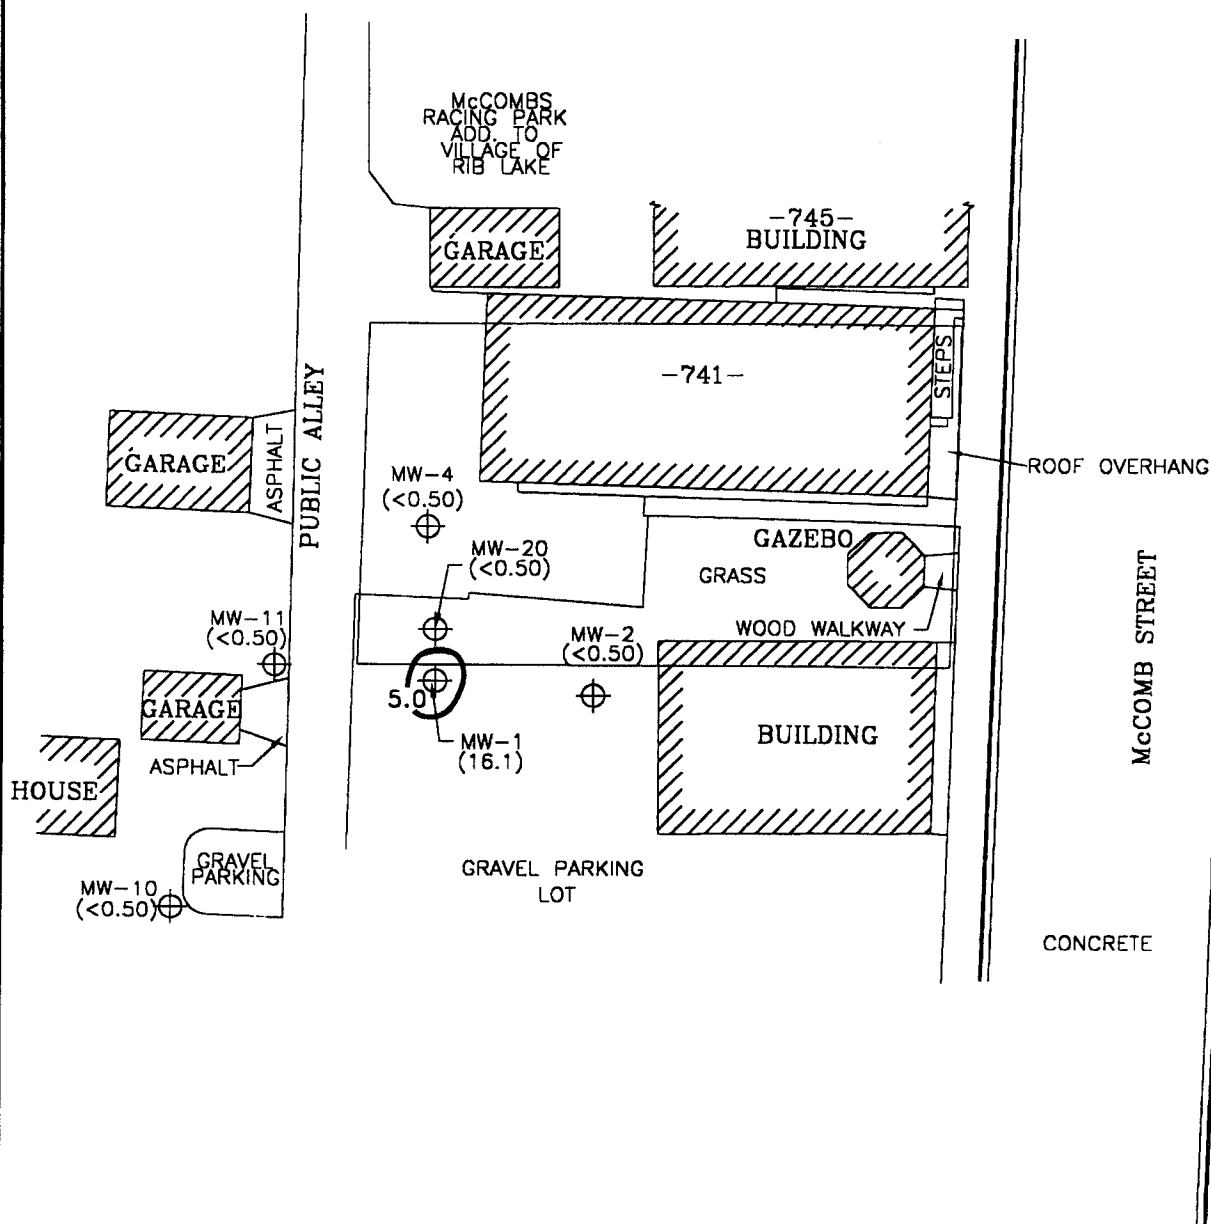 McCOMBS
RACING PARK
ADD. TO
VILLAGE OF
RIB LAKE
GARAGE
-745-
BUILDING
-741-
STEPS
GARAGE
ASPHALT
PUBLIC ALLEY
ROOF OVERHANG
MW-4
(<0.50)
GAZEBO
GRASS
MW-20
(<0.50)
WOOD WALKWAY
MW-11
(<0.50)
MW-2
(<0.50)
McCOMB STREET
5.0
GARAGE
MW-1
(16.1)
BUILDING
ASPHALT
HOUSE
GRAVEL
PARKING
GRAVEL PARKING
LOT
MW-10
(<0.50)
CONCRETE